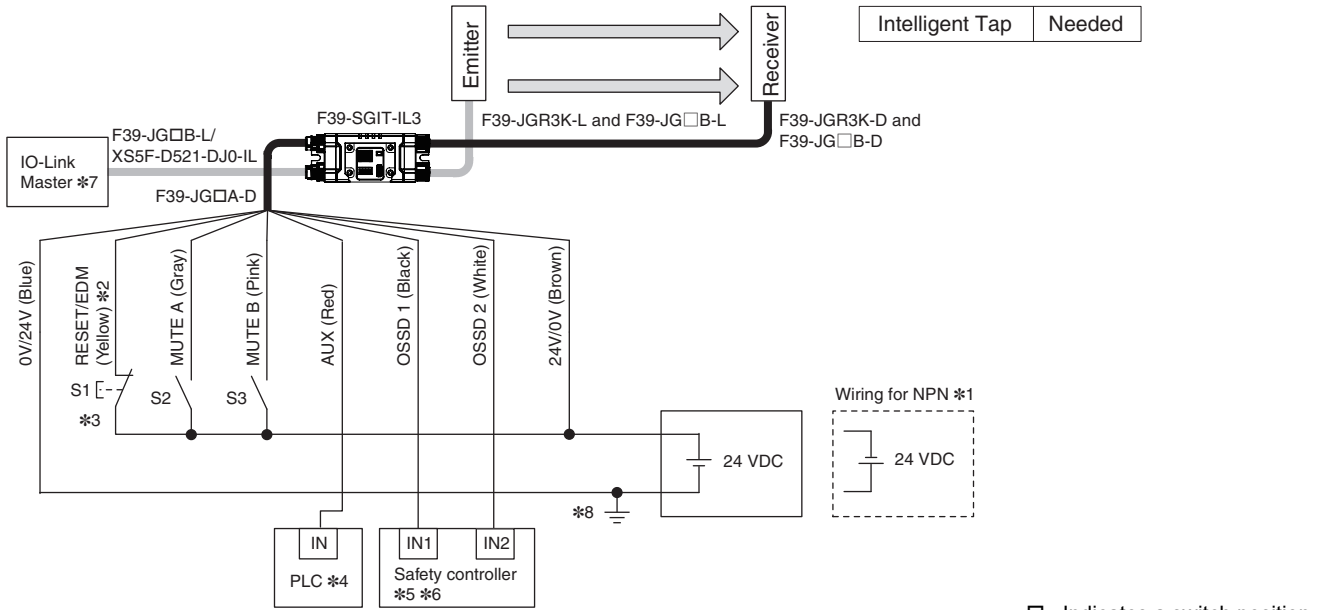 Emitter
Receiver
Intelligent Tap Needed
F39-SGIT-IL3
F39-JGR3K-L and F39-JG□B-L
F39-JGR3K-D and
F39-JG□B-D
F39-JG□B-L/
XS5F-D521-DJ0-IL
IO-Link
Master ✻7
F39-JG□A-D
0V/24V (Blue)
RESET/EDM
(Yellow) ✻2
MUTE A (Gray)
MUTE B (Pink)
AUX (Red)
OSSD 1 (Black)
OSSD 2 (White)
24V/0V (Brown)
S1
✻3
S2
S3
Wiring for NPN ✻1
24 VDC
24 VDC
✻8
IN
PLC ✻4
IN1
IN2
Safety controller
✻5 ✻6